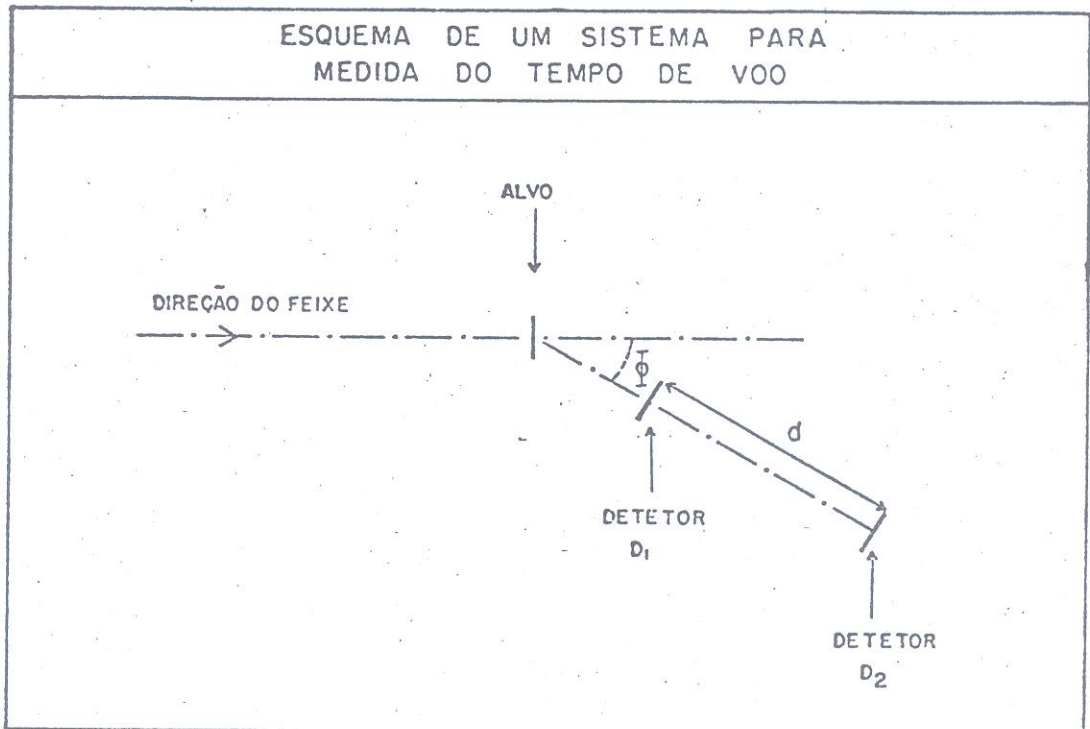 ESQUEMA DE UM SISTEMA PARA
MEDIDA DO TEMPO DE VOO
ALVO
DIREÇÃO DO FEIXE
Φ
d
DETETOR
D₁
DETETOR
D₂